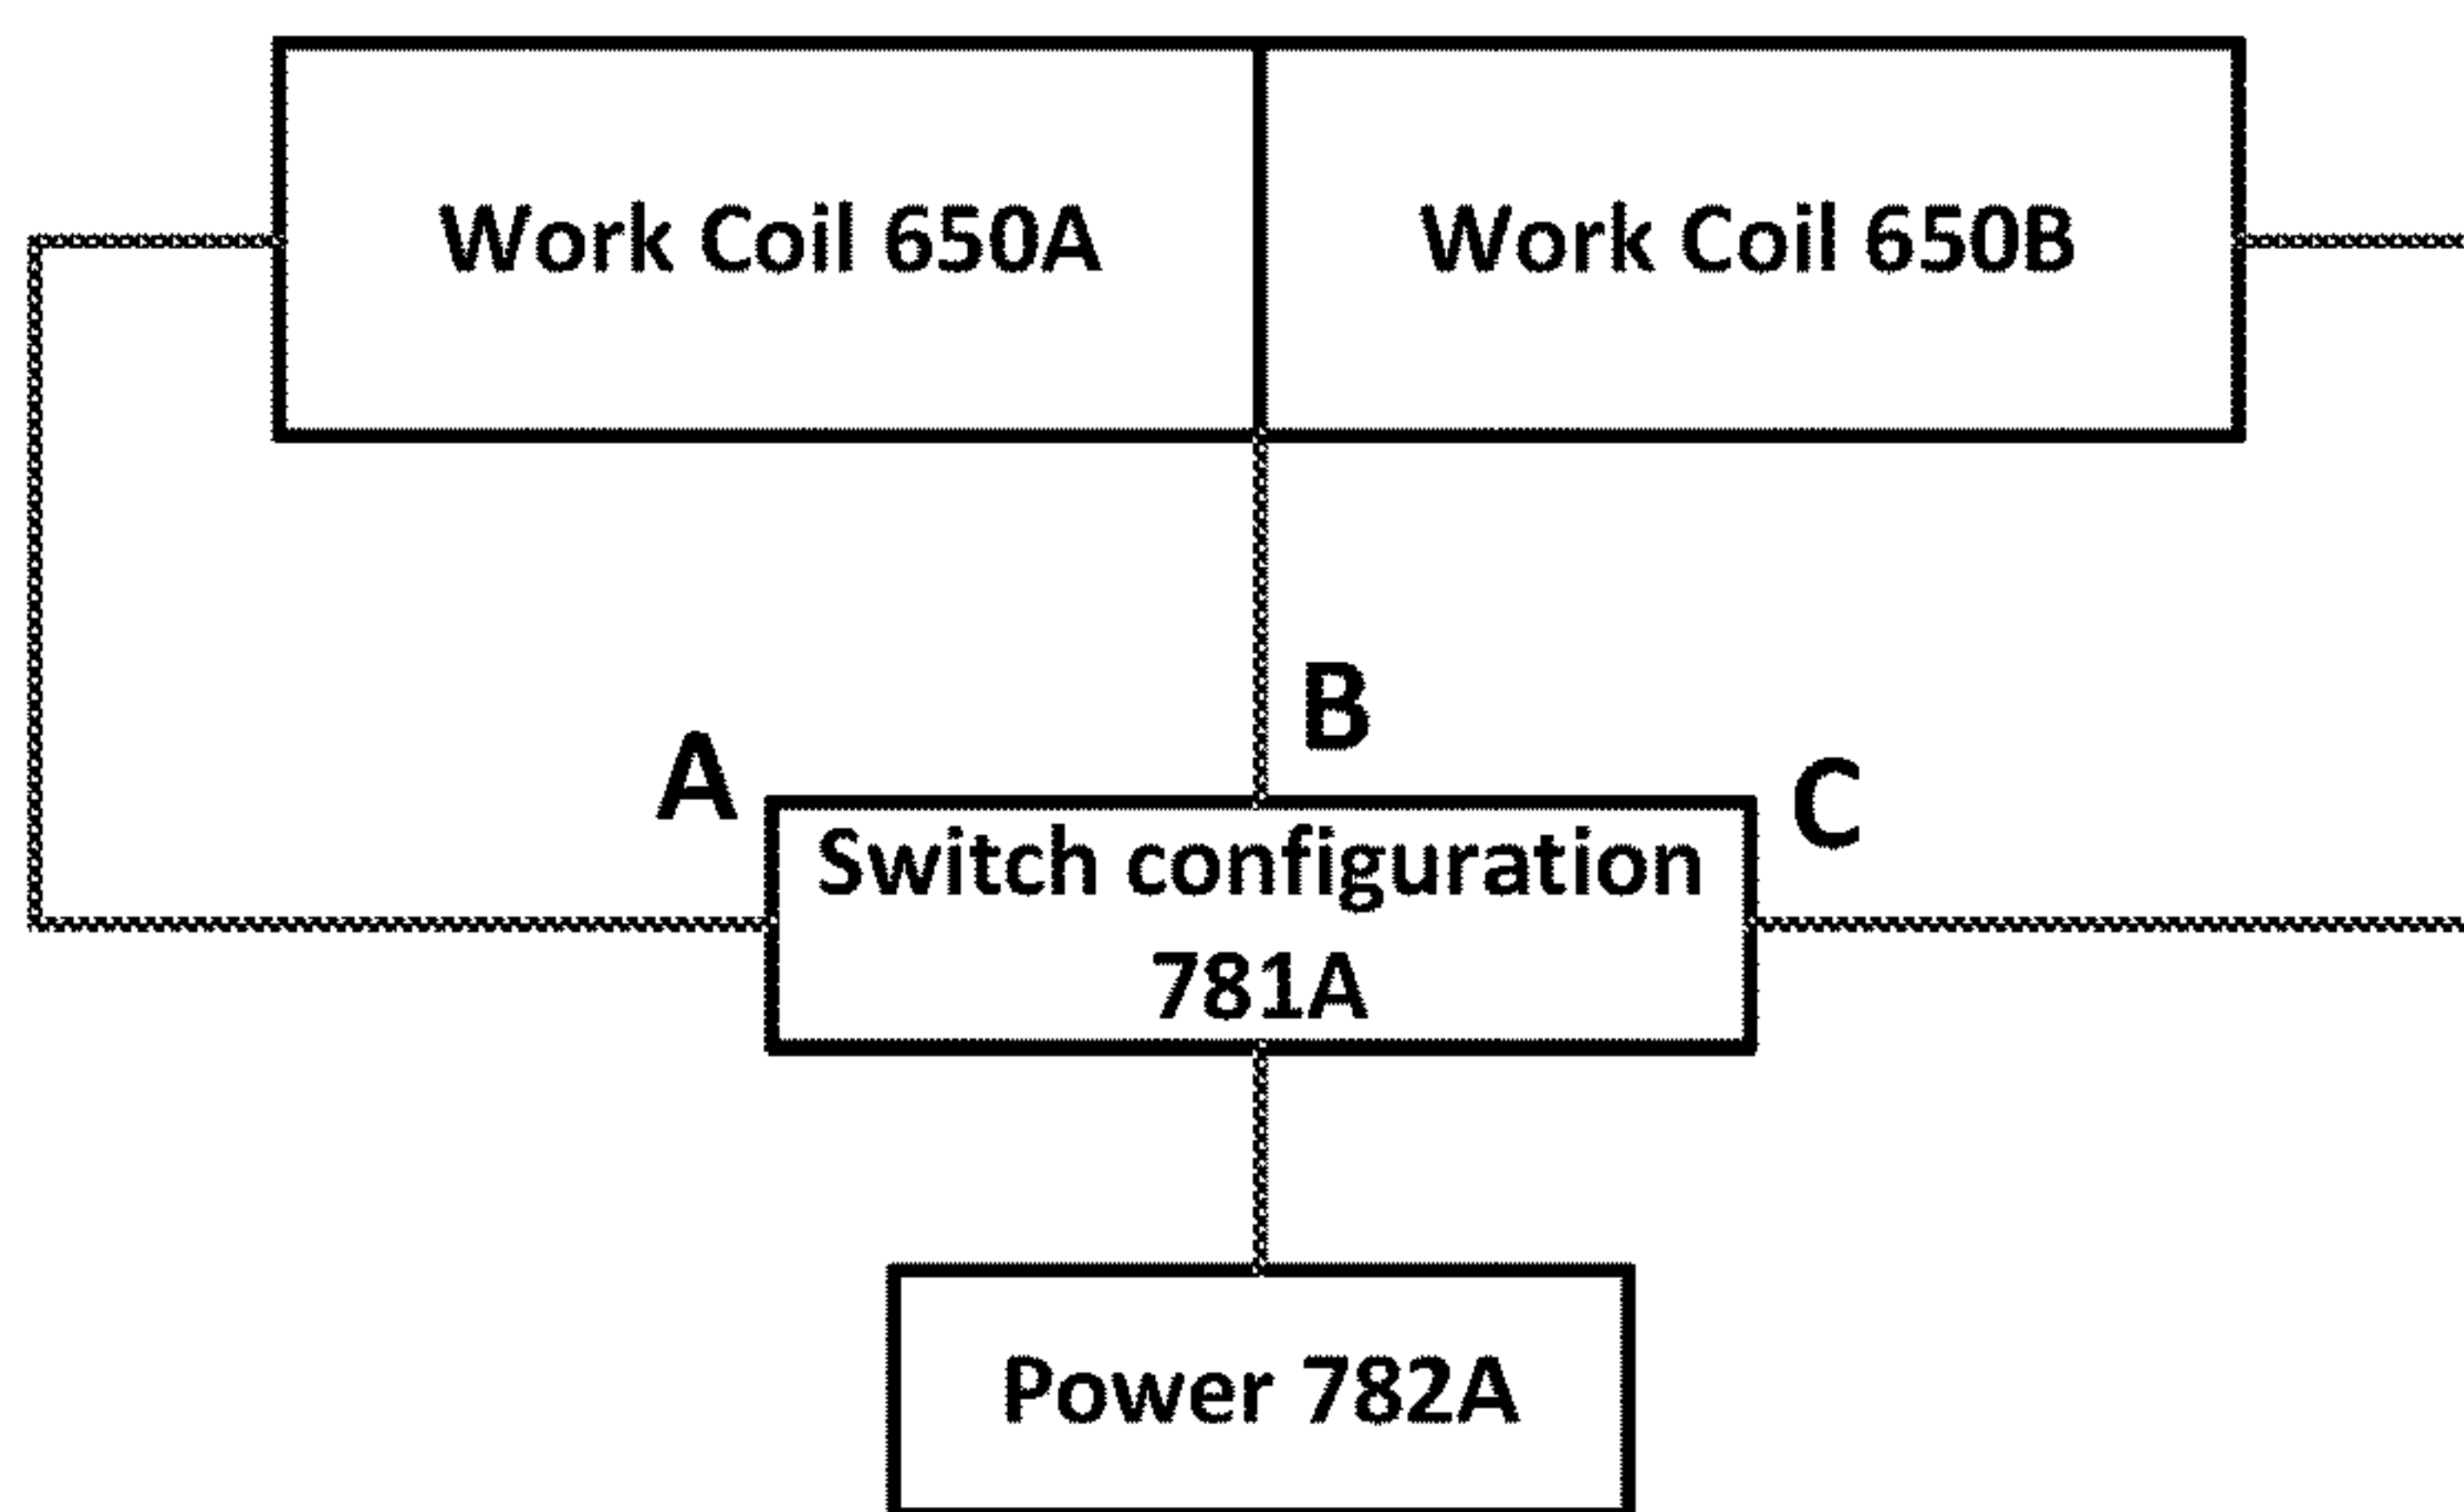 Work Coil 650A
Work Coil 650B
B
A
C
Switch configuration
781A
Power 782A